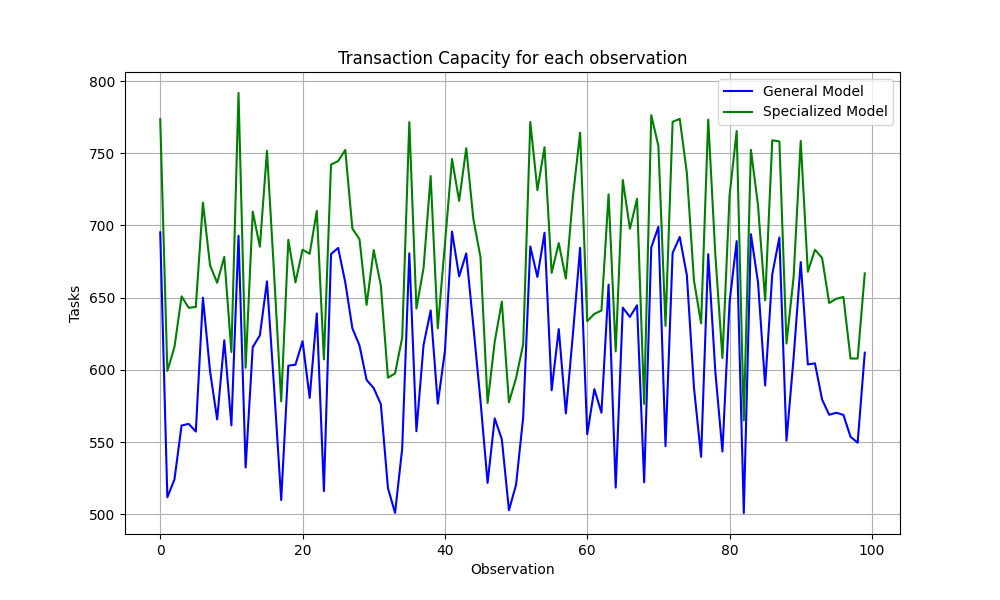 Transaction Capacity for each observation
General Model
Specialized Model
Tasks
800
750
700
650
600
550
500
0 20 40 60 80 100
Observation